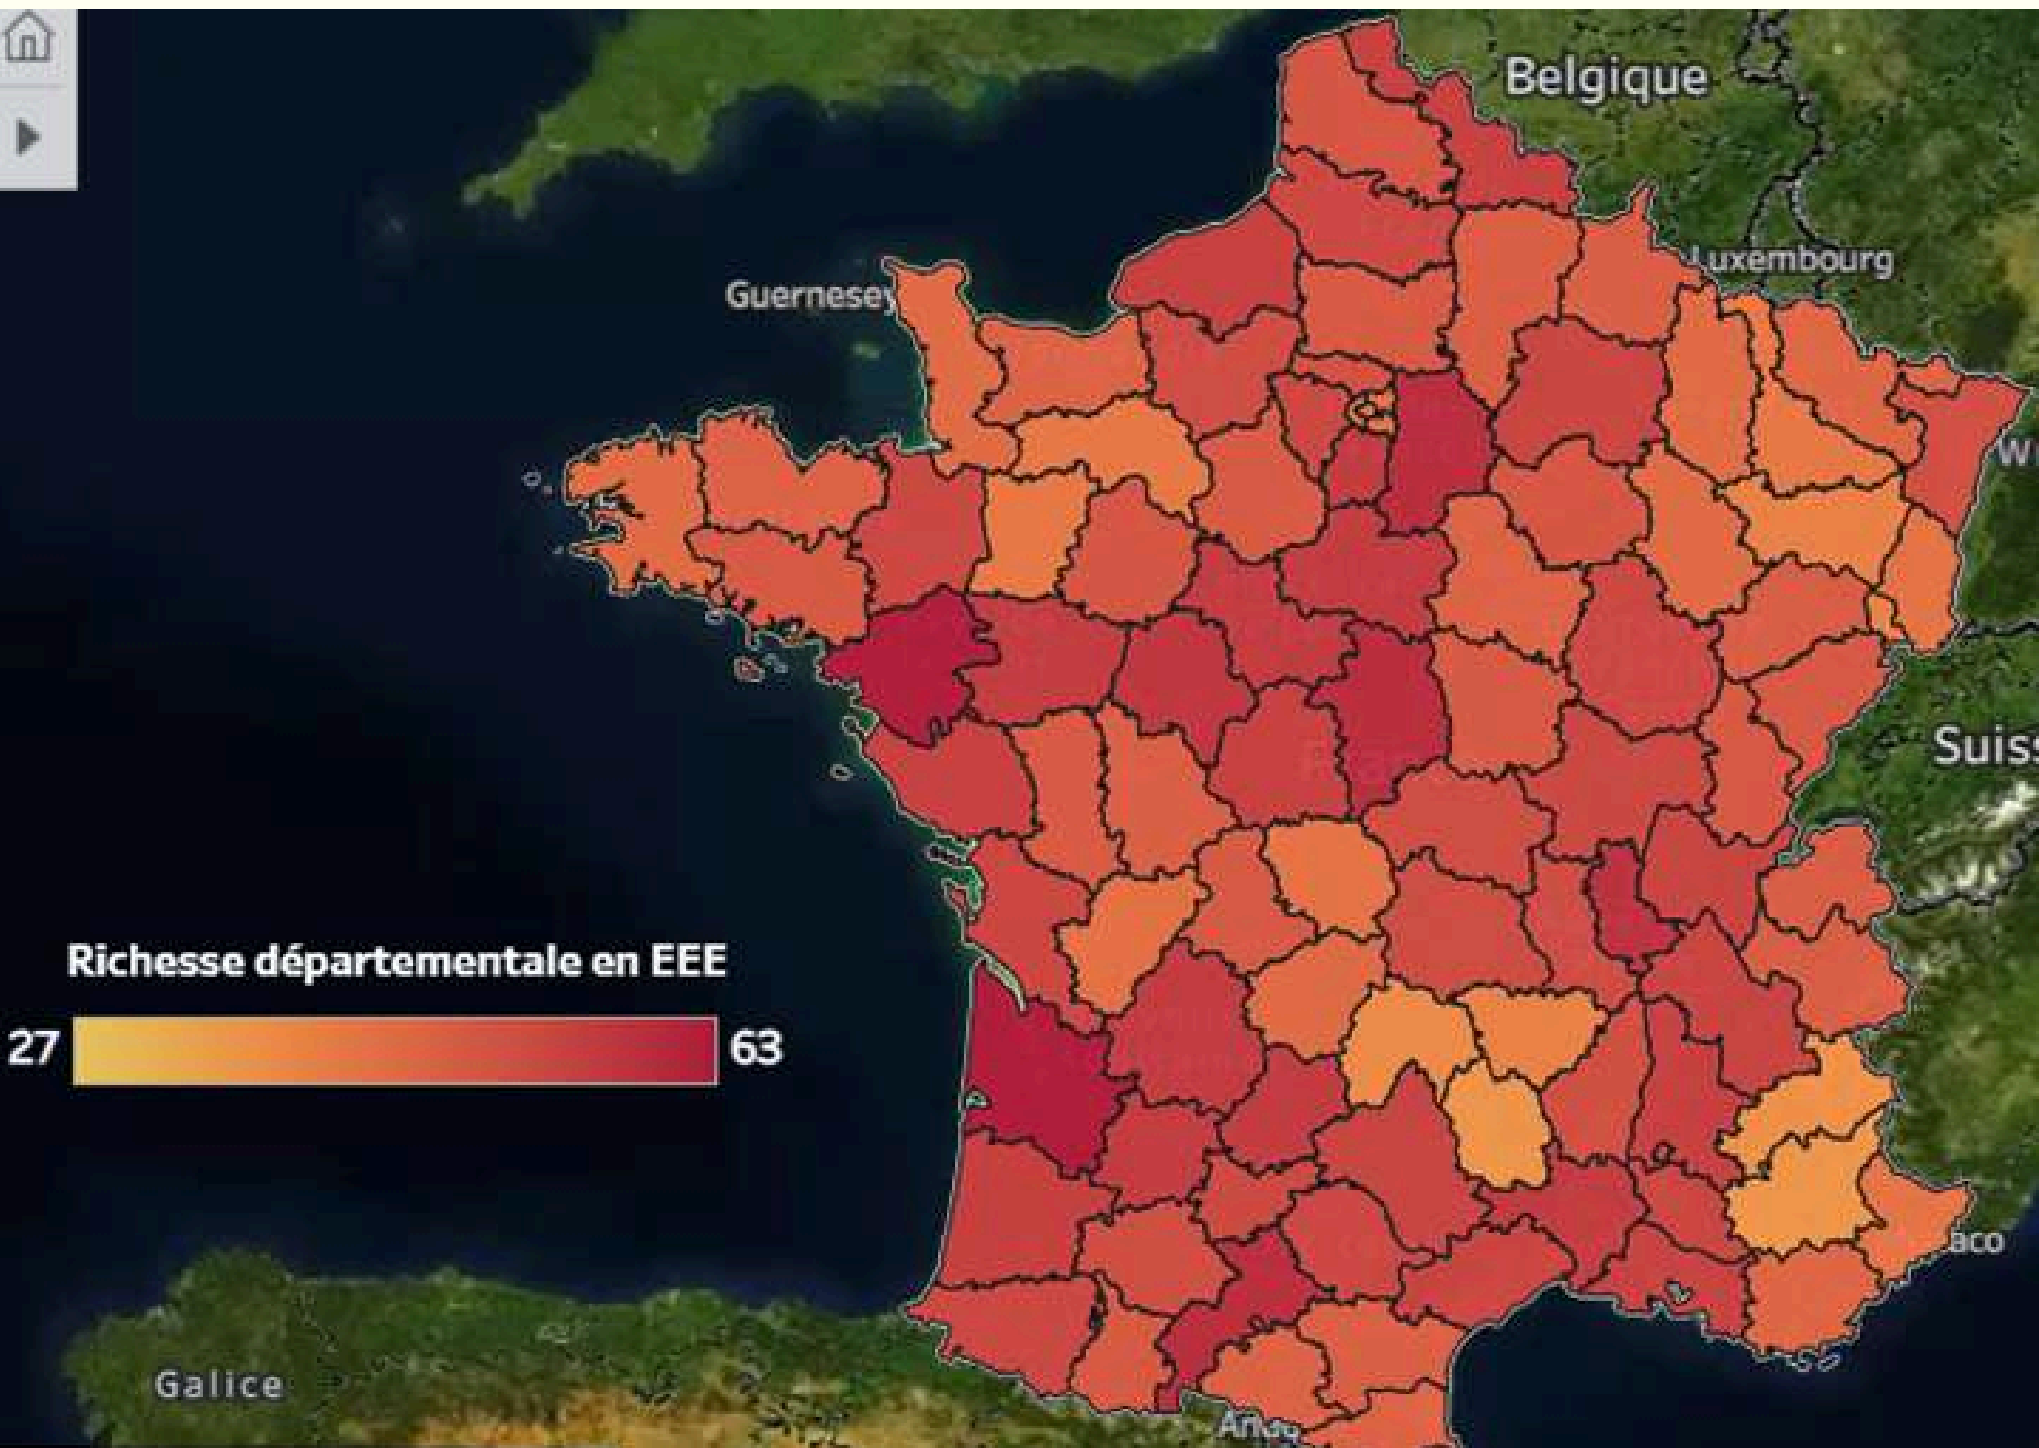 Belgique
Luxembourg
Guernesey
W
Suiss
Richesse départementale en EEE
27
63
aco
Galice